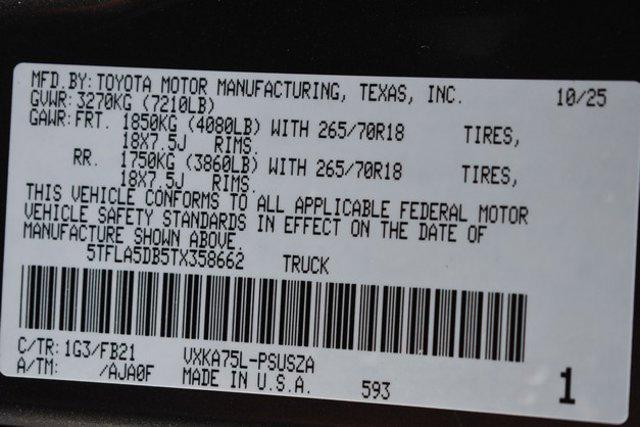 MFD BY: TOYOTA MOTOR MANUFACTURING, TEXAS, INC. 10/25
GVWR: 3270KG (7210LB)
GAWR: FRT. 1850KG (4080LB) WITH 265/70R18 TIRES,
18X7.5J RIMS.
RR. 1750KG (3860LB) WITH 265/70R18 TIRES,
18X7.5J RIMS.
THIS VEHICLE CONFORMS TO ALL APPLICABLE FEDERAL MOTOR
VEHICLE SAFETY STANDARDS IN EFFECT ON THE DATE OF
MANUFACTURE SHOWN ABOVE.
5TFLA5DB5TX358662 TRUCK
C/TR: 1G3/FB21 VXKA75L-PSUSZA
A/TM: /AJA0F MADE IN U.S.A. 593 1